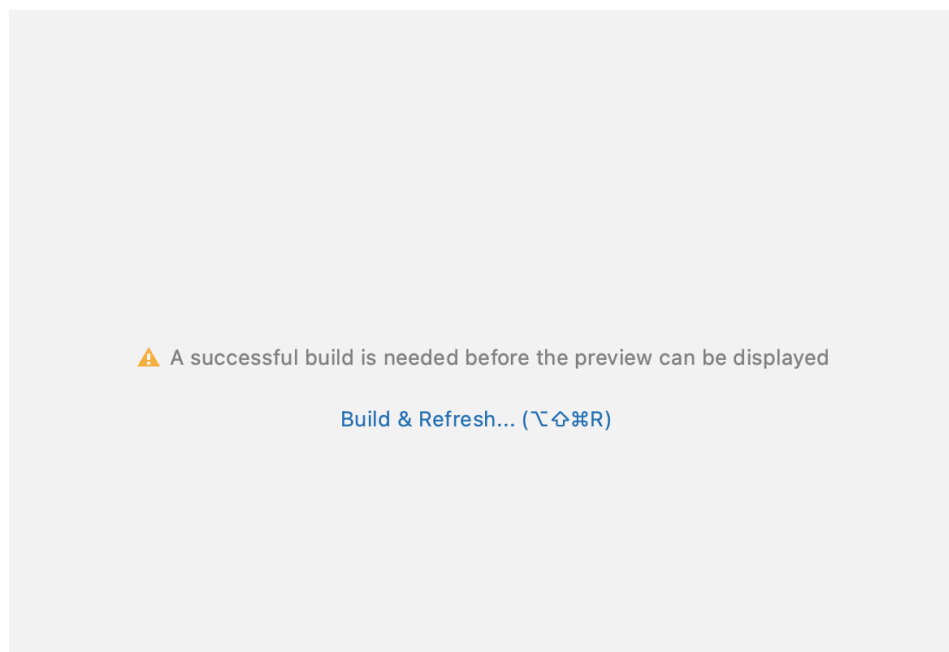 A successful build is needed before the preview can be displayed
Build & Refresh... (⌥⇧⌘R)